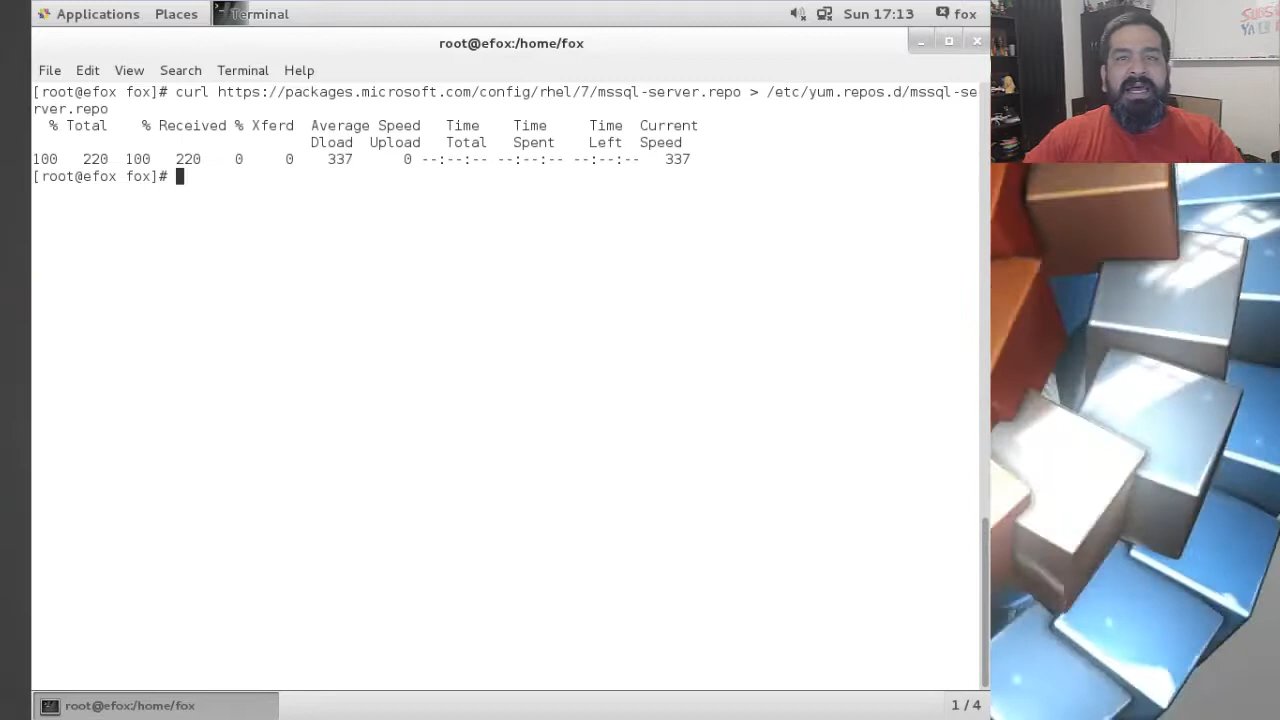 Applications Places Terminal Sun 17:13 fox
root@efox:/home/fox
File Edit View Search Terminal Help
[root@efox fox]# curl https://packages.microsoft.com/config/rhel/7/mssql-server.repo > /etc/yum.repos.d/mssql-se
rver.repo
% Total % Received % Xferd Average Speed Time Time Time Current
Dload Upload Total Spent Left Speed
100 220 100 220 0 0 337 0 --:--:-- --:--:-- --:--:-- 337
[root@efox fox]#
root@efox:/home/fox
1 / 4